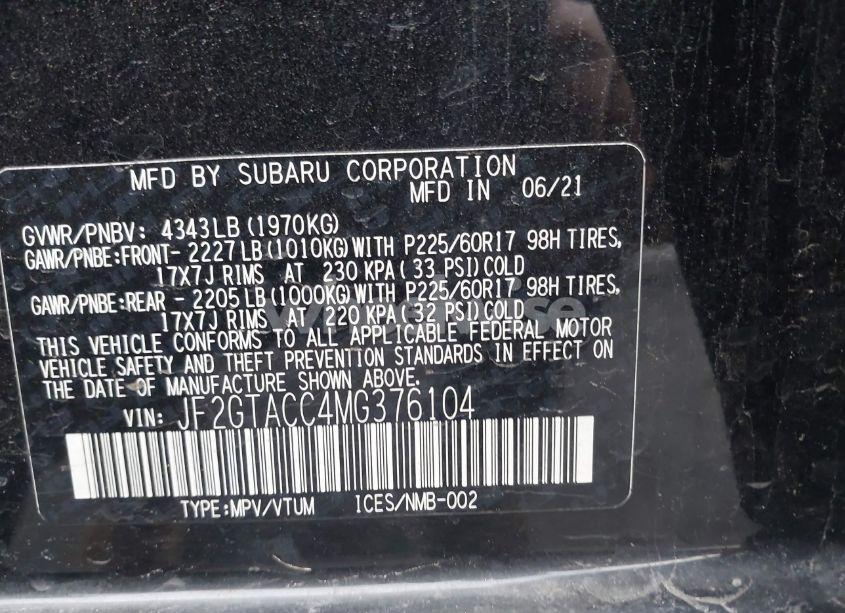 MFD BY SUBARU CORPORATION
MFD IN 06/21
GVWR/PNBV: 4343LB(1970KG)
GAWR/PNBE:FRONT- 2227LB(1010KG)WITH P225/60R17 98H TIRES,
17X7J RIMS AT 230 KPA( 33 PSI)COLD
GAWR/PNBE:REAR - 2205LB(1000KG)WITH P225/60R17 98H TIRES,
17X7J RIMS AT 220 KPA( 32 PSI)COLD
THIS VEHICLE CONFORMS TO ALL APPLICABLE FEDERAL MOTOR
VEHICLE SAFETY AND THEFT PREVENTION STANDARDS IN EFFECT ON
THE DATE OF MANUFACTURE SHOWN ABOVE.
VIN: JF2GTACC4MG376104
TYPE:MPV/VTUM ICES/NMB-002